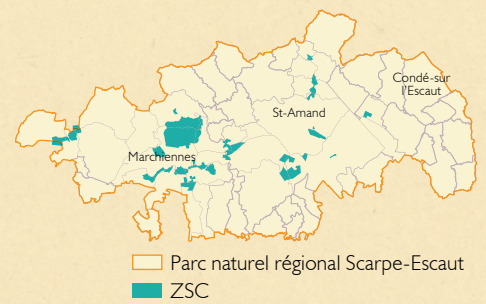 Condé-sur
l'Escaut
St-Amand
Marchiennes
Parc naturel régional Scarpe-Escaut
ZSC